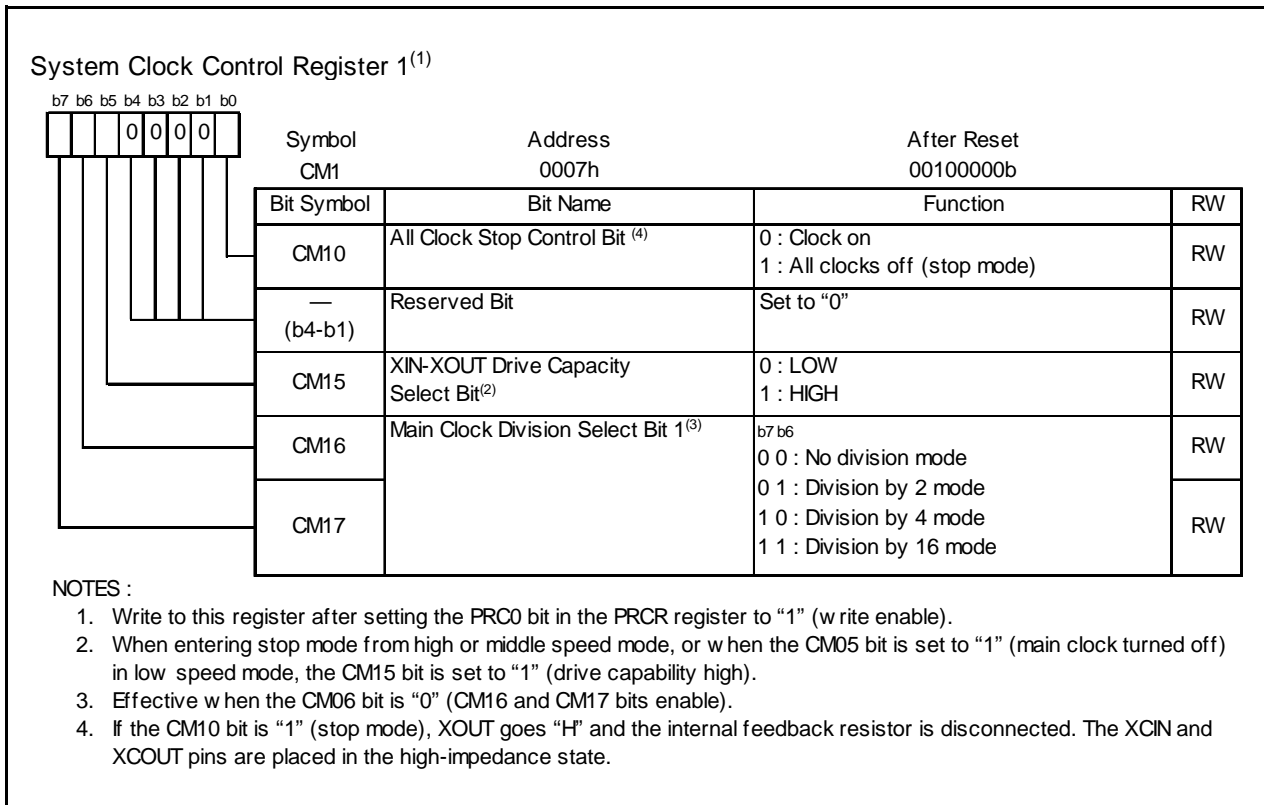 System Clock Control Register 1(1)
b7 b6 b5 b4 b3 b2 b1 b0
0 0 0 0
Symbol Address After Reset
CM1 0007h 00100000b
Bit Symbol Bit Name Function RW
CM10 All Clock Stop Control Bit (4) 0 : Clock on RW
1 : All clocks off (stop mode)
— Reserved Bit Set to “0” RW
(b4-b1)
CM15 XIN-XOUT Drive Capacity 0 : LOW RW
Select Bit(2) 1 : HIGH
CM16 Main Clock Division Select Bit 1(3) b7 b6 RW
0 0 : No division mode
0 1 : Division by 2 mode
CM17 1 0 : Division by 4 mode RW
1 1 : Division by 16 mode
NOTES :
1. Write to this register after setting the PRC0 bit in the PRCR register to “1” (w rite enable).
2. When entering stop mode from high or middle speed mode, or w hen the CM05 bit is set to “1” (main clock turned off)
in low speed mode, the CM15 bit is set to “1” (drive capability high).
3. Effective w hen the CM06 bit is “0” (CM16 and CM17 bits enable).
4. If the CM10 bit is “1” (stop mode), XOUT goes “H” and the internal feedback resistor is disconnected. The XCIN and
XCOUT pins are placed in the high-impedance state.